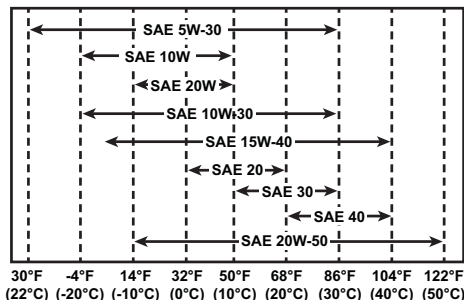 SAE 5W-30
SAE 10W
SAE 20W
SAE 10W-30
SAE 15W-40
SAE 20
SAE 30
SAE 40
SAE 20W-50
30°F -4°F 14°F 32°F 50°F 68°F 86°F 104°F 122°F
(22°C) (-20°C) (-10°C) (0°C) (10°C) (20°C) (30°C) (40°C) (50°C)